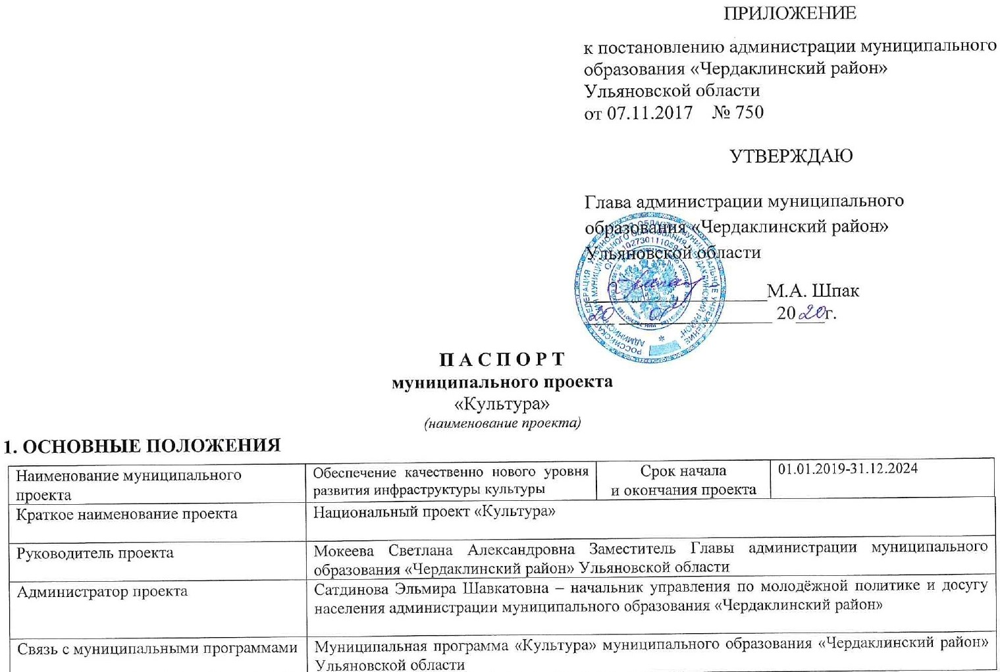 ПРИЛОЖЕНИЕ
к постановлению администрации муниципального
образования «Чердаклинский район»
Ульяновской области
от 07.11.2017 № 750
УТВЕРЖДАЮ
Глава администрации муниципального
образования «Чердаклинский район»
Ульяновской области
М.А. Шпак
20 2020г.
П А С П О Р Т
муниципального проекта
«Культура»
(наименование проекта)
1. ОСНОВНЫЕ ПОЛОЖЕНИЯ
Наименование муниципального
проекта
Обеспечение качественно нового уровня
развития инфраструктуры культуры
Срок начала
и окончания проекта
01.01.2019-31.12.2024
Краткое наименование проекта
Национальный проект «Культура»
Руководитель проекта
Мокеева Светлана Александровна Заместитель Главы администрации муниципального
образования «Чердаклинский район» Ульяновской области
Администратор проекта
Сатдинова Эльмира Шавкатовна – начальник управления по молодёжной политике и досугу
населения администрации муниципального образования «Чердаклинский район»
Связь с муниципальными программами
Муниципальная программа «Культура» муниципального образования «Чердаклинский район»
Ульяновской области